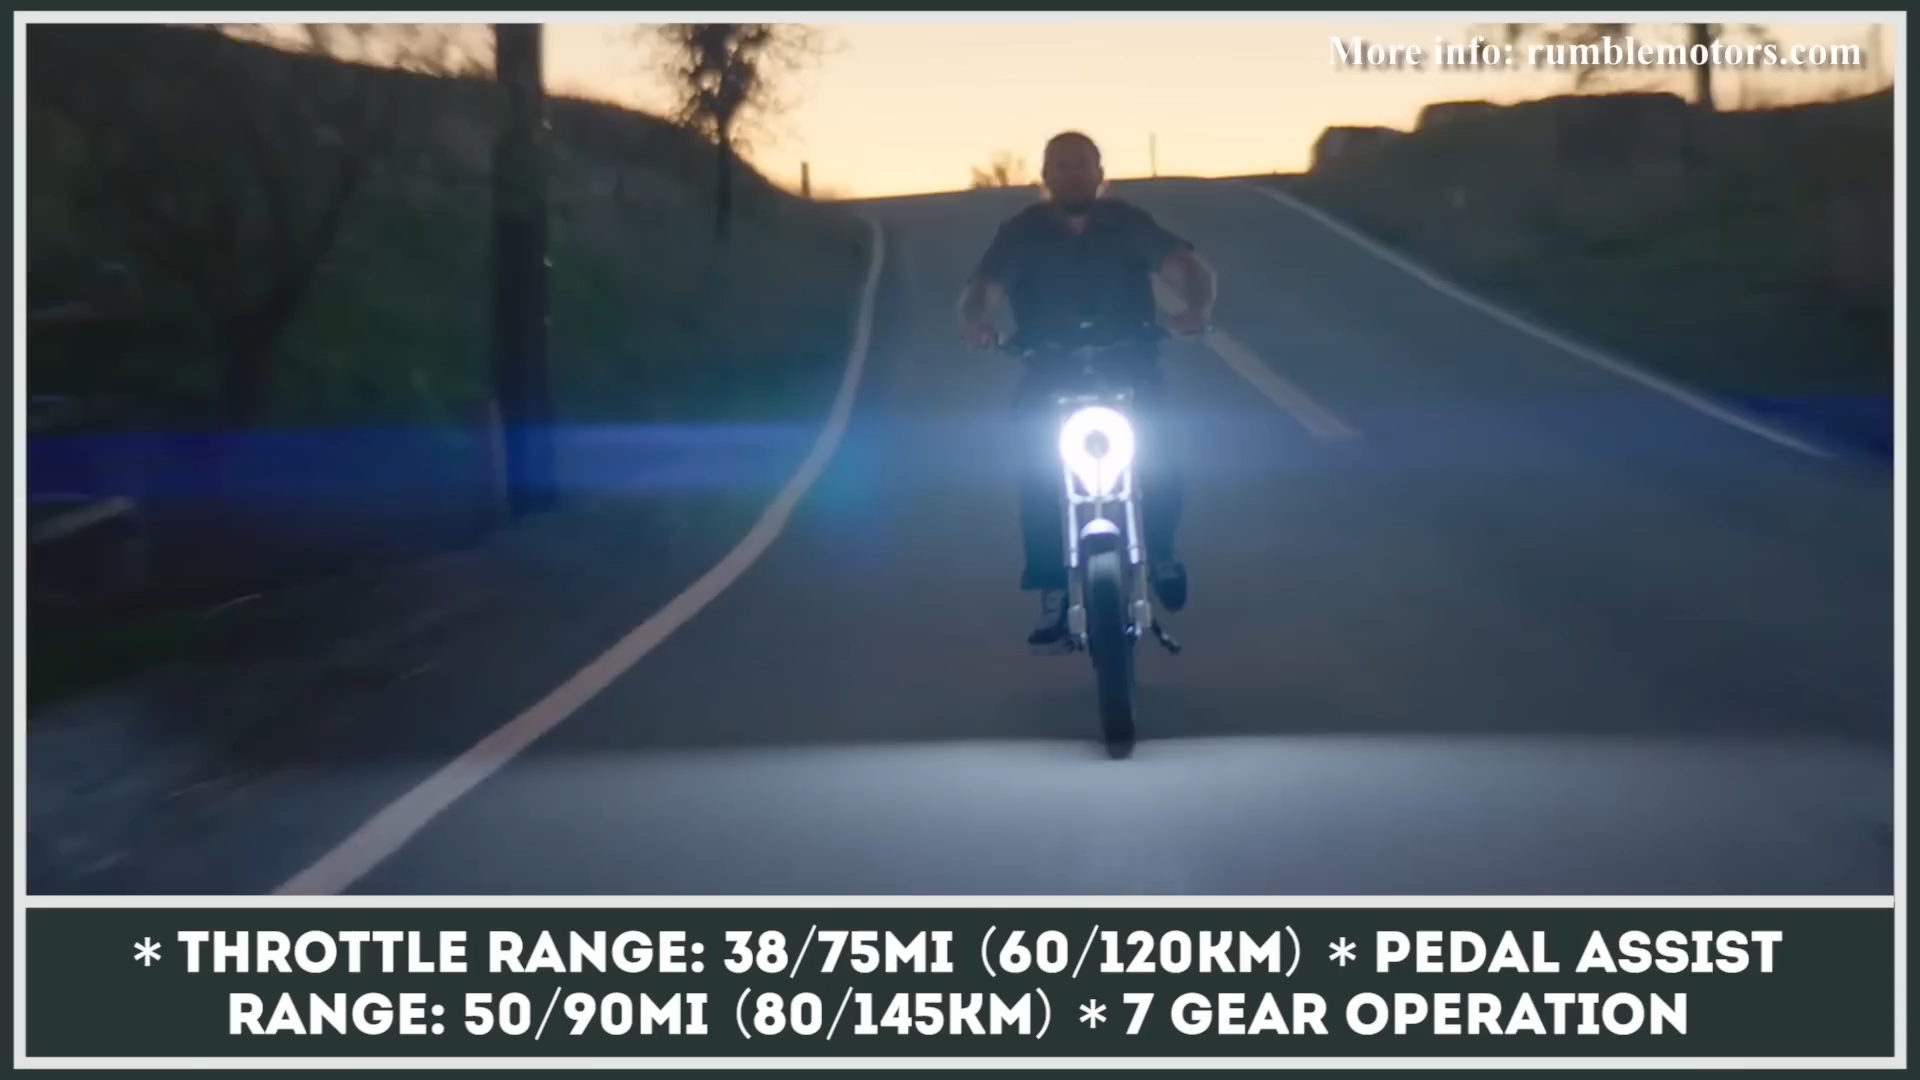 More info: rumblemotors.com
* THROTTLE RANGE: 38/75MI (60/120KM) * PEDAL ASSIST
RANGE: 50/90MI (80/145KM) * 7 GEAR OPERATION